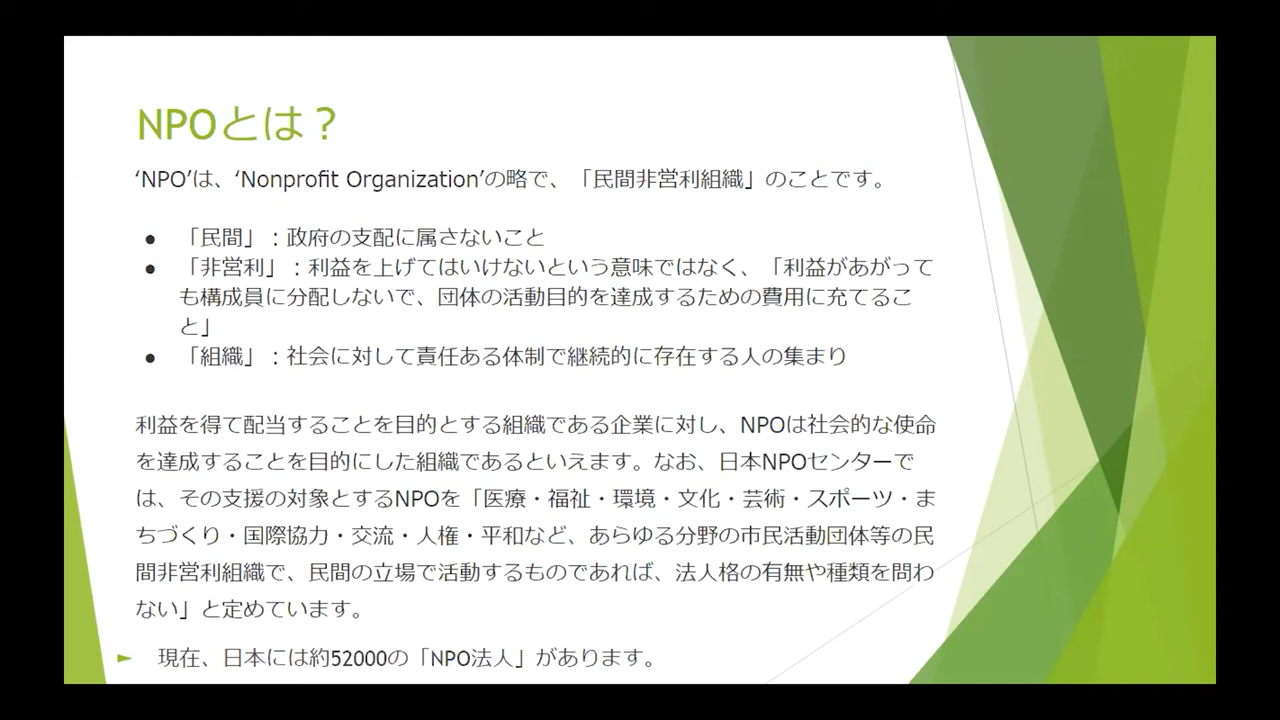 NPOとは？
‘NPO’は、‘Nonprofit Organization’の略で、「民間非営利組織」のことです。
● 「民間」：政府の支配に属さないこと
● 「非営利」：利益を上げてはいけないという意味ではなく、「利益があがって
も構成員に分配しないで、団体の活動目的を達成するための費用に充てるこ
と」
● 「組織」：社会に対して責任ある体制で継続的に存在する人の集まり
利益を得て配当することを目的とする組織である企業に対し、NPOは社会的な使命
を達成することを目的にした組織であるといえます。なお、日本NPOセンターで
は、その支援の対象とするNPOを「医療・福祉・環境・文化・芸術・スポーツ・ま
ちづくり・国際協力・交流・人権・平和など、あらゆる分野の市民活動団体等の民
間非営利組織で、民間の立場で活動するものであれば、法人格の有無や種類を問わ
ない」と定めています。
► 現在、日本には約52000の「NPO法人」があります。